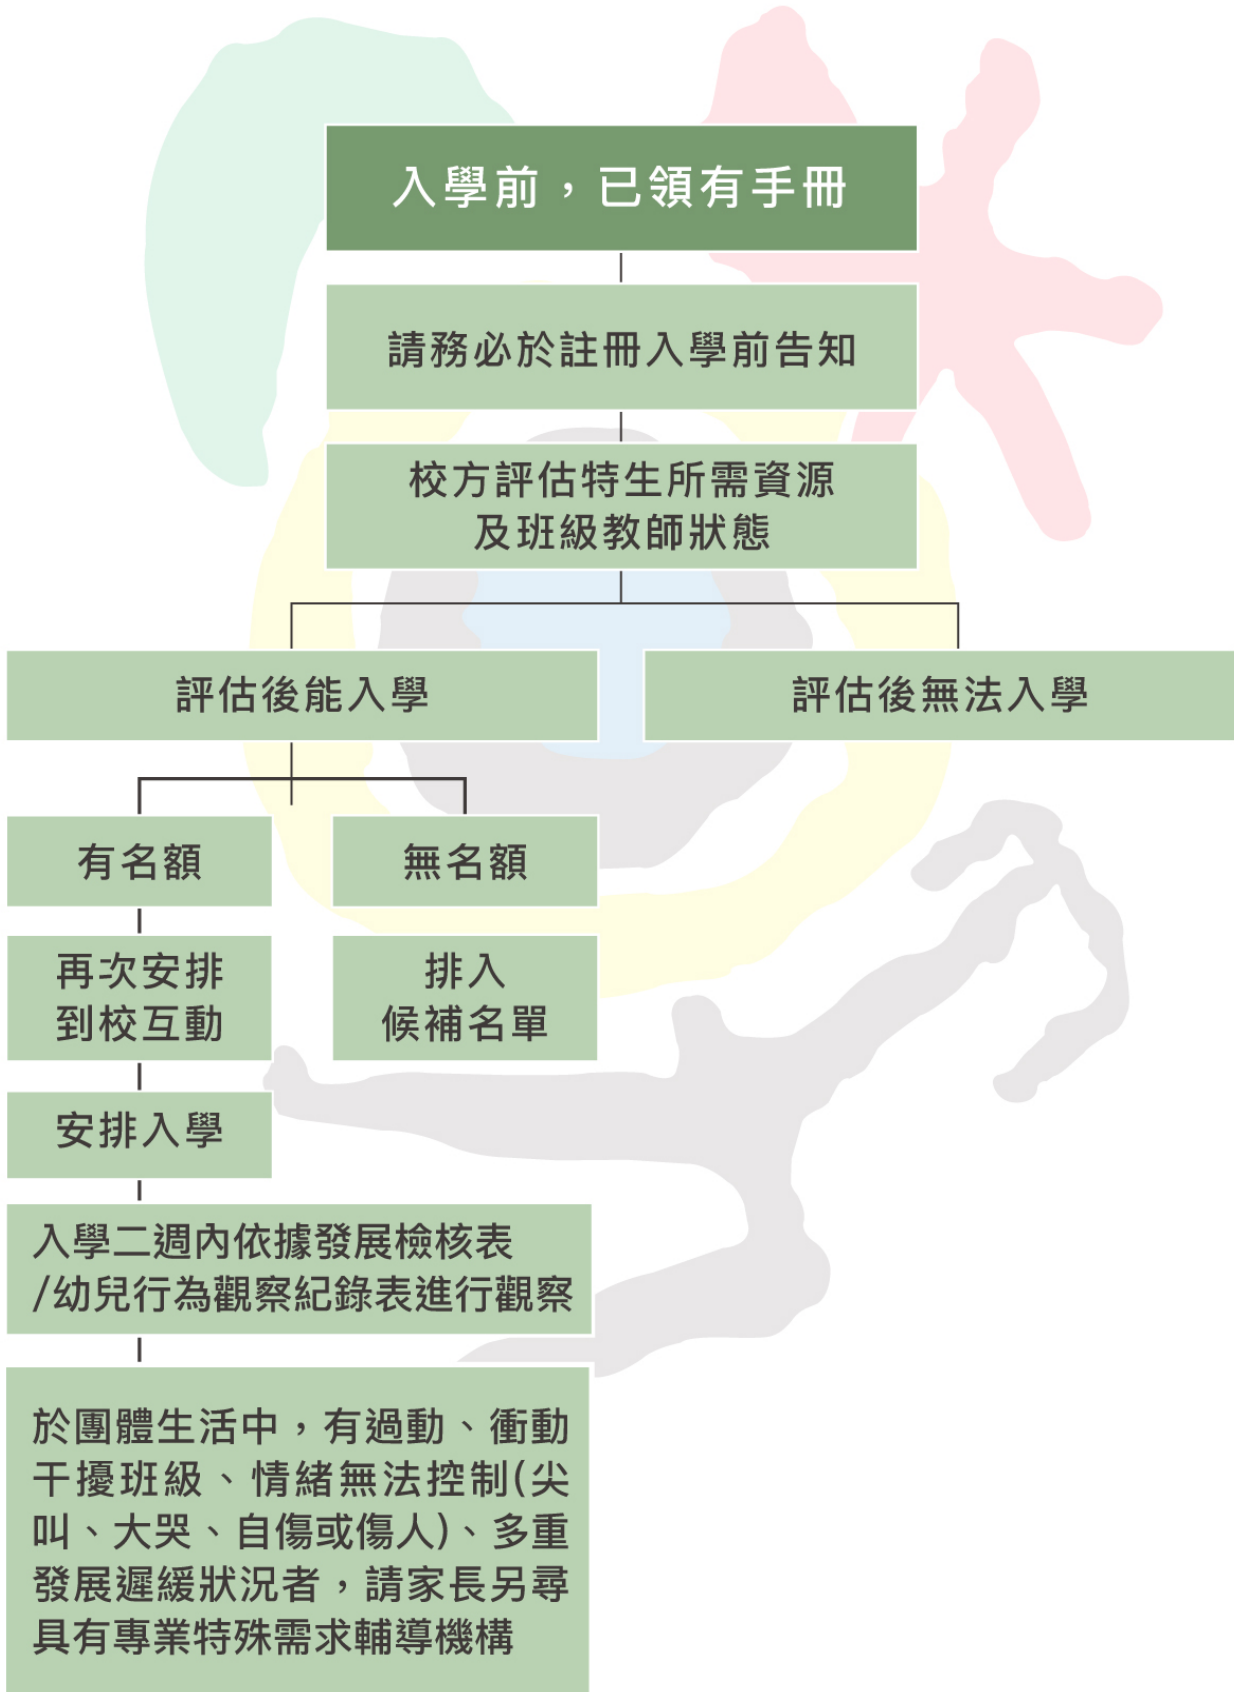 入學前，已領有手冊
請務必於註冊入學前告知
校方評估特生所需資源
及班級教師狀態
評估後能入學
評估後無法入學
有名額
無名額
再次安排
到校互動
排入
候補名單
安排入學
入學二週內依據發展檢核表
/幼兒行為觀察紀錄表進行觀察
於團體生活中，有過動、衝動
干擾班級、情緒無法控制(尖
叫、大哭、自傷或傷人)、多重
發展遲緩狀況者，請家長另尋
具有專業特殊需求輔導機構